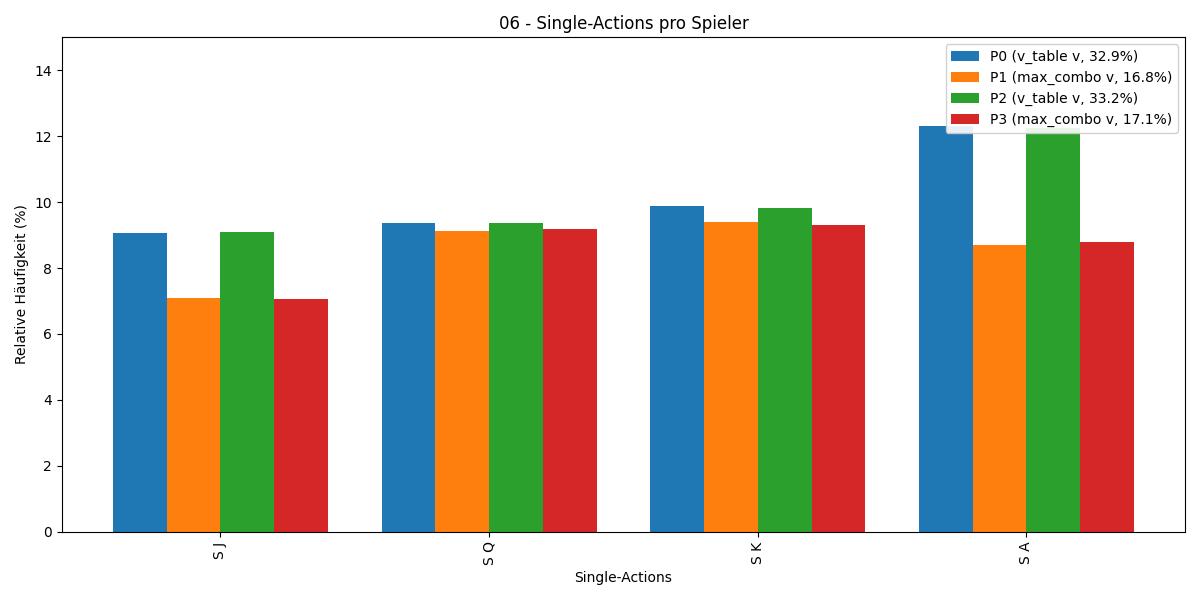 06 - Single-Actions pro Spieler
P0 (v_table v, 32.9%)
P1 (max_combo v, 16.8%)
P2 (v_table v, 33.2%)
P3 (max_combo v, 17.1%)
Relative Häufigkeit (%)
14
12
10
8
6
4
2
0
S J
S Q
S K
S A
Single-Actions